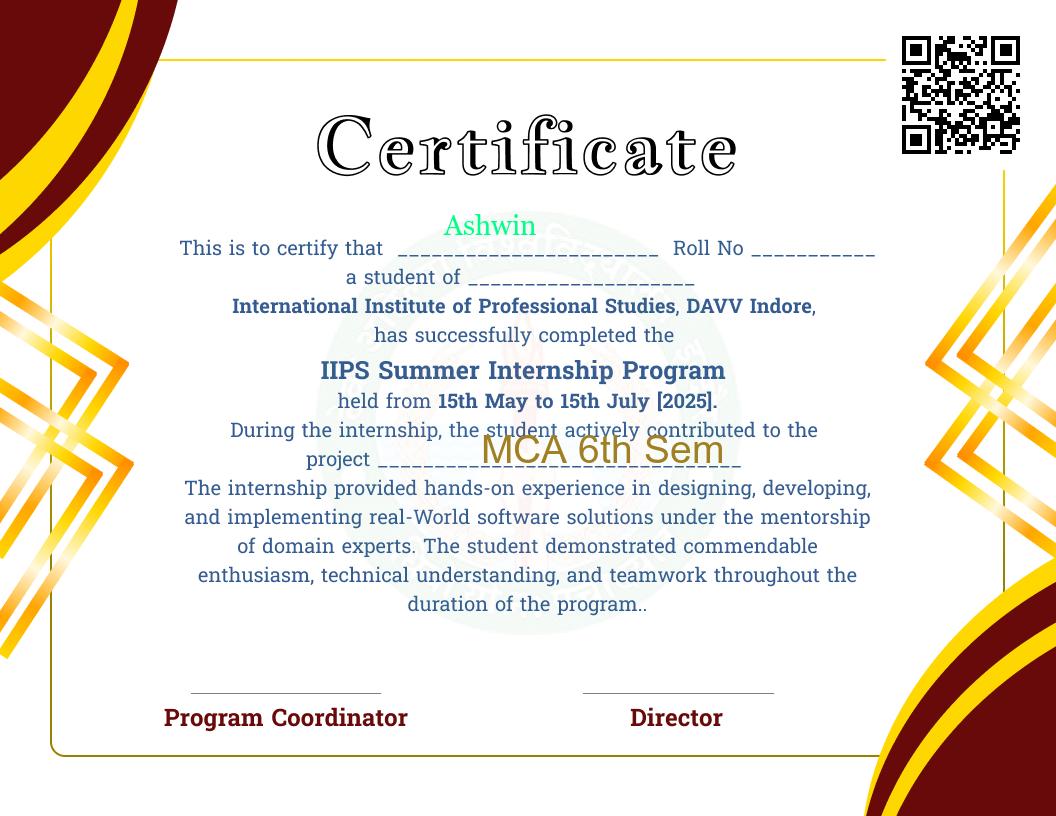 Certificate
Ashwin
This is to certify that _______________________ Roll No ___________
a student of ____________________
International Institute of Professional Studies, DAVV Indore,
has successfully completed the
IIPS Summer Internship Program
held from 15th May to 15th July [2025].
During the internship, the student actively contributed to the
MCA 6th Sem
project ________________________________
The internship provided hands-on experience in designing, developing,
and implementing real-World software solutions under the mentorship
of domain experts. The student demonstrated commendable
enthusiasm, technical understanding, and teamwork throughout the
duration of the program..
Program Coordinator
Director